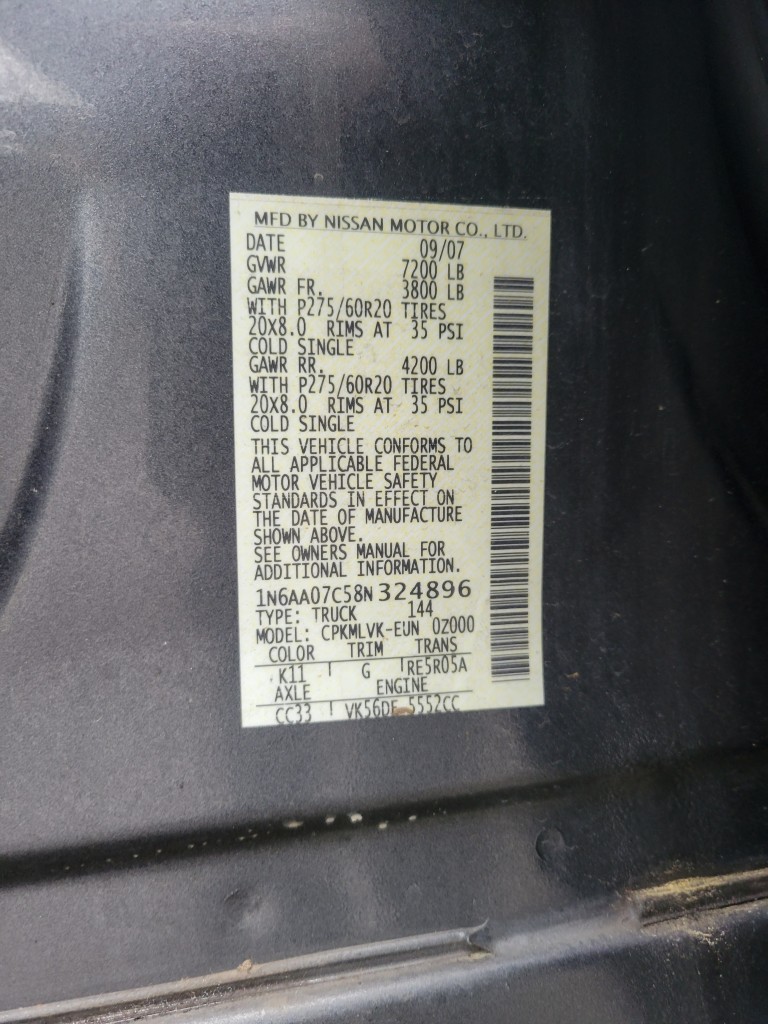 MFD BY NISSAN MOTOR CO., LTD.
DATE 09/07
GVWR 7200 LB
GAWR FR. 3800 LB
WITH P275/60R20 TIRES
20X8.0 RIMS AT 35 PSI
COLD SINGLE
GAWR RR. 4200 LB
WITH P275/60R20 TIRES
20X8.0 RIMS AT 35 PSI
COLD SINGLE
THIS VEHICLE CONFORMS TO
ALL APPLICABLE FEDERAL
MOTOR VEHICLE SAFETY
STANDARDS IN EFFECT ON
THE DATE OF MANUFACTURE
SHOWN ABOVE.
SEE OWNERS MANUAL FOR
ADDITIONAL INFORMATION.
1N6AA07C58N324896
TYPE: TRUCK 144
MODEL: CPKMLVK-EUN 0Z000
COLOR TRIM TRANS
K11 G RE5R05A
AXLE ENGINE
CC33 VK56DE 5552CC